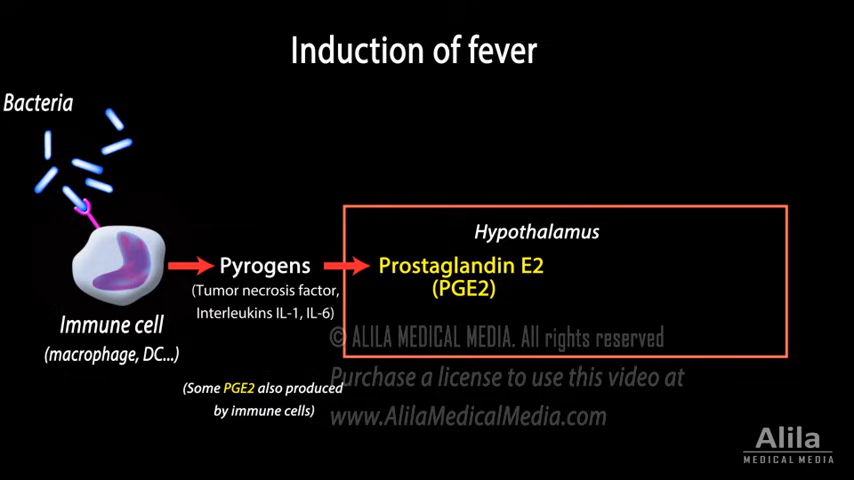 Induction of fever
Bacteria
Hypothalamus
Pyrogens
Prostaglandin E2
(PGE2)
(Tumor necrosis factor,
Interleukins IL-1, IL-6)
Immune cell
(macrophage, DC...)
© ALILA MEDICAL MEDIA. All rights reserved
Purchase a license to use this video at
www.AlilaMedicalMedia.com
(Some PGE2 also produced
by immune cells)
Alila
MEDICAL MEDIA